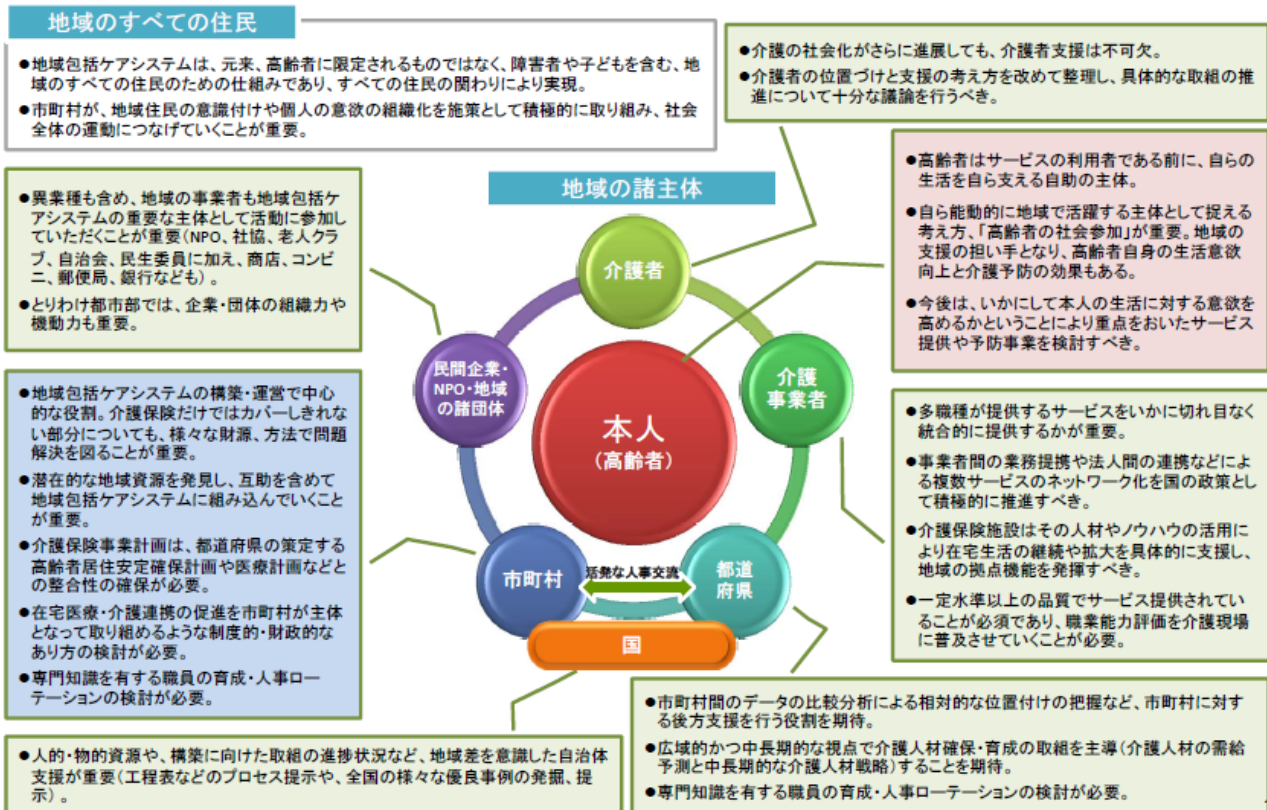 地域のすべての住民
●地域包括ケアシステムは、元来、高齢者に限定されるものではなく、障害者や子どもを含む、地
域のすべての住民のための仕組みであり、すべての住民の関わりにより実現。
●市町村が、地域住民の意識付けや個人の意欲の組織化を施策として積極的に取り組み、社会
全体の運動につなげていくことが重要。
●介護の社会化がさらに進展しても、介護者支援は不可欠。
●介護者の位置づけと支援の考え方を改めて整理し、具体的な取組の推
進について十分な議論を行うべき。
●異業種も含め、地域の事業者も地域包括ケ
アシステムの重要な主体として活動に参加し
ていただくことが重要(NPO、社協、老人クラ
ブ、自治会、民生委員に加え、商店、コンビ
ニ、郵便局、銀行なども) 。
●とりわけ都市部では、企業・団体の組織力や
機動力も重要。
地域の諸主体
●高齢者はサービスの利用者である前に、自らの
生活を自ら支える自助の主体。
●自ら能動的に地域で活躍する主体として捉える
考え方、「高齢者の社会参加」が重要。地域の
支援の担い手となり、高齢者自身の生活意欲
向上と介護予防の効果もある。
●今後は、いかにして本人の生活に対する意欲を
高めるかということにより重点をおいたサービス
提供や予防事業を検討すべき。
介護者
民間企業・
NPO・地域
の諸団体
介護
事業者
本人
(高齢者)
市町村
活発な人事交流
都道
府県
国
●地域包括ケアシステムの構築・運営で中心
的な役割。介護保険だけではカバーしきれな
い部分についても、様々な財源、方法で問題
解決を図ることが重要。
●潜在的な地域資源を発見し、互助を含めて
地域包括ケアシステムに組み込んでいくこと
が重要。
●介護保険事業計画は、都道府県の策定する
高齢者居住安定確保計画や医療計画などと
の整合性の確保が必要。
●在宅医療・介護連携の促進を市町村が主体
となって取り組めるような制度的・財政的な
あり方の検討が必要。
●専門知識を有する職員の育成・人事ロー
テーションの検討が必要。
●多職種が提供するサービスをいかに切れ目なく
統合的に提供するかが重要。
●事業者間の業務提携や法人間の連携などによ
る複数サービスのネットワーク化を国の政策とし
て積極的に推進すべき。
●介護保険施設はその人材やノウハウの活用に
より在宅生活の継続や拡大を具体的に支援し、
地域の拠点機能を発揮すべき。
●一定水準以上の品質でサービス提供されてい
ることが必須であり、職業能力評価を介護現場
に普及させていくことが必要。
●人的・物的資源や、構築に向けた取組の進捗状況など、地域差を意識した自治体
支援が重要(工程表などのプロセス提示や、全国の様々な優良事例の発掘、提
示) 。
●市町村間のデータの比較分析による相対的な位置付けの把握など、市町村に対す
る後方支援を行う役割を期待。
●広域的かつ中長期的な視点で介護人材確保・育成の取組を主導(介護人材の需給
予測と中長期的な介護人材戦略)することを期待。
●専門知識を有する職員の育成・人事ローテーションの検討が必要。